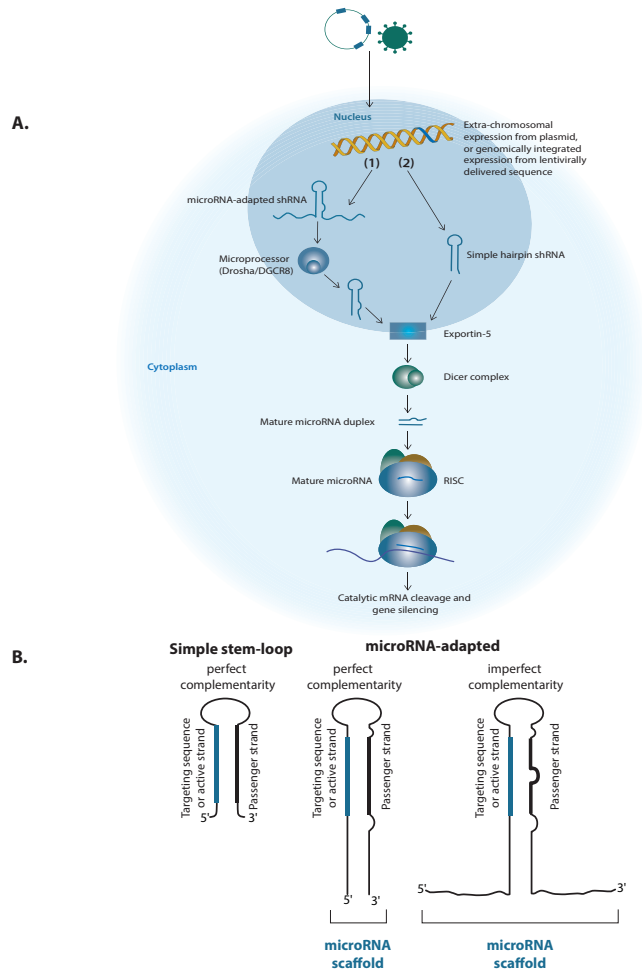 A.
Nucleus
Extra-chromosomal
expression from plasmid,
or genomically integrated
expression from lentivirally
delivered sequence
(1)
(2)
microRNA-adapted shRNA
Microprocessor
(Drosha/DGCR8)
Simple hairpin shRNA
Exportin-5
Cytoplasm
Dicer complex
Mature microRNA duplex
Mature microRNA
RISC
Catalytic mRNA cleavage and
gene silencing
B.
Simple stem-loop
microRNA-adapted
perfect
complementarity
perfect
complementarity
imperfect
complementarity
Targeting sequence
or active strand
Passenger strand
5'
3'
Targeting sequence
or active strand
Passenger strand
5'
3'
Targeting sequence
or active strand
Passenger strand
5'
3'
microRNA
scaffold
microRNA
scaffold